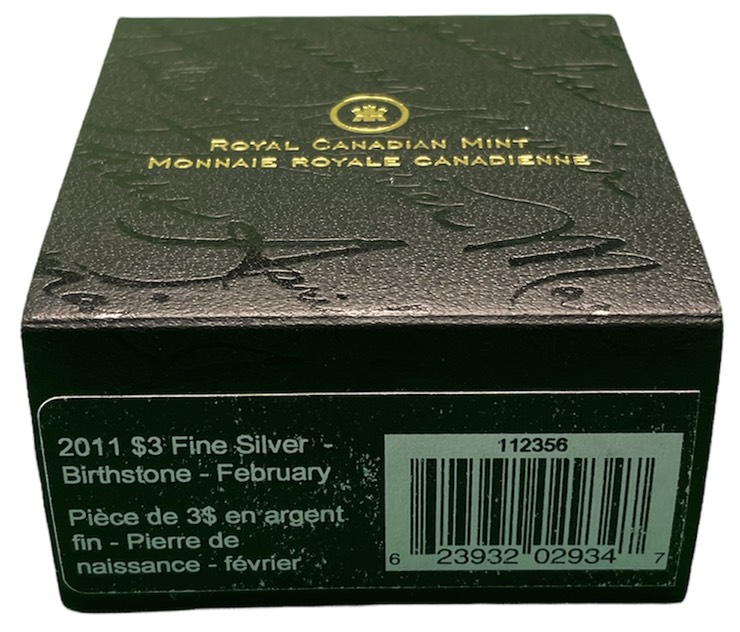 ROYAL CANADIAN MINT
MONNAIE ROYALE CANADIENNE
2011 $3 Fine Silver -
Birthstone - February
Pièce de 3$ en argent
fin - Pierre de
naissance - février
112356
6 23932 02934 7